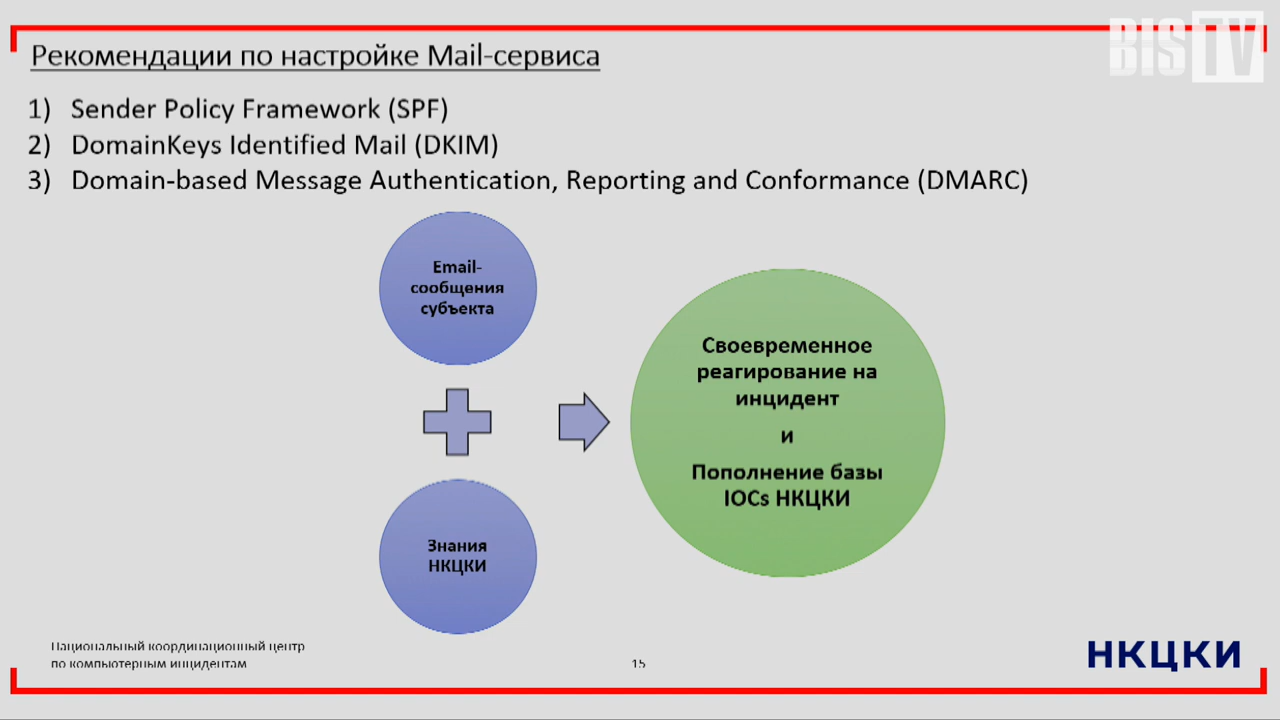 BIS TV
Рекомендации по настройке Mail-сервиса
1) Sender Policy Framework (SPF)
2) DomainKeys Identified Mail (DKIM)
3) Domain-based Message Authentication, Reporting and Conformance (DMARC)
Email-
сообщения
субъекта
Знания
НКЦКИ
Своевременное
реагирование на
инцидент
и
Пополнение базы
IOCs НКЦКИ
Национальный координационный центр
по компьютерным инцидентам
15
НКЦКИ